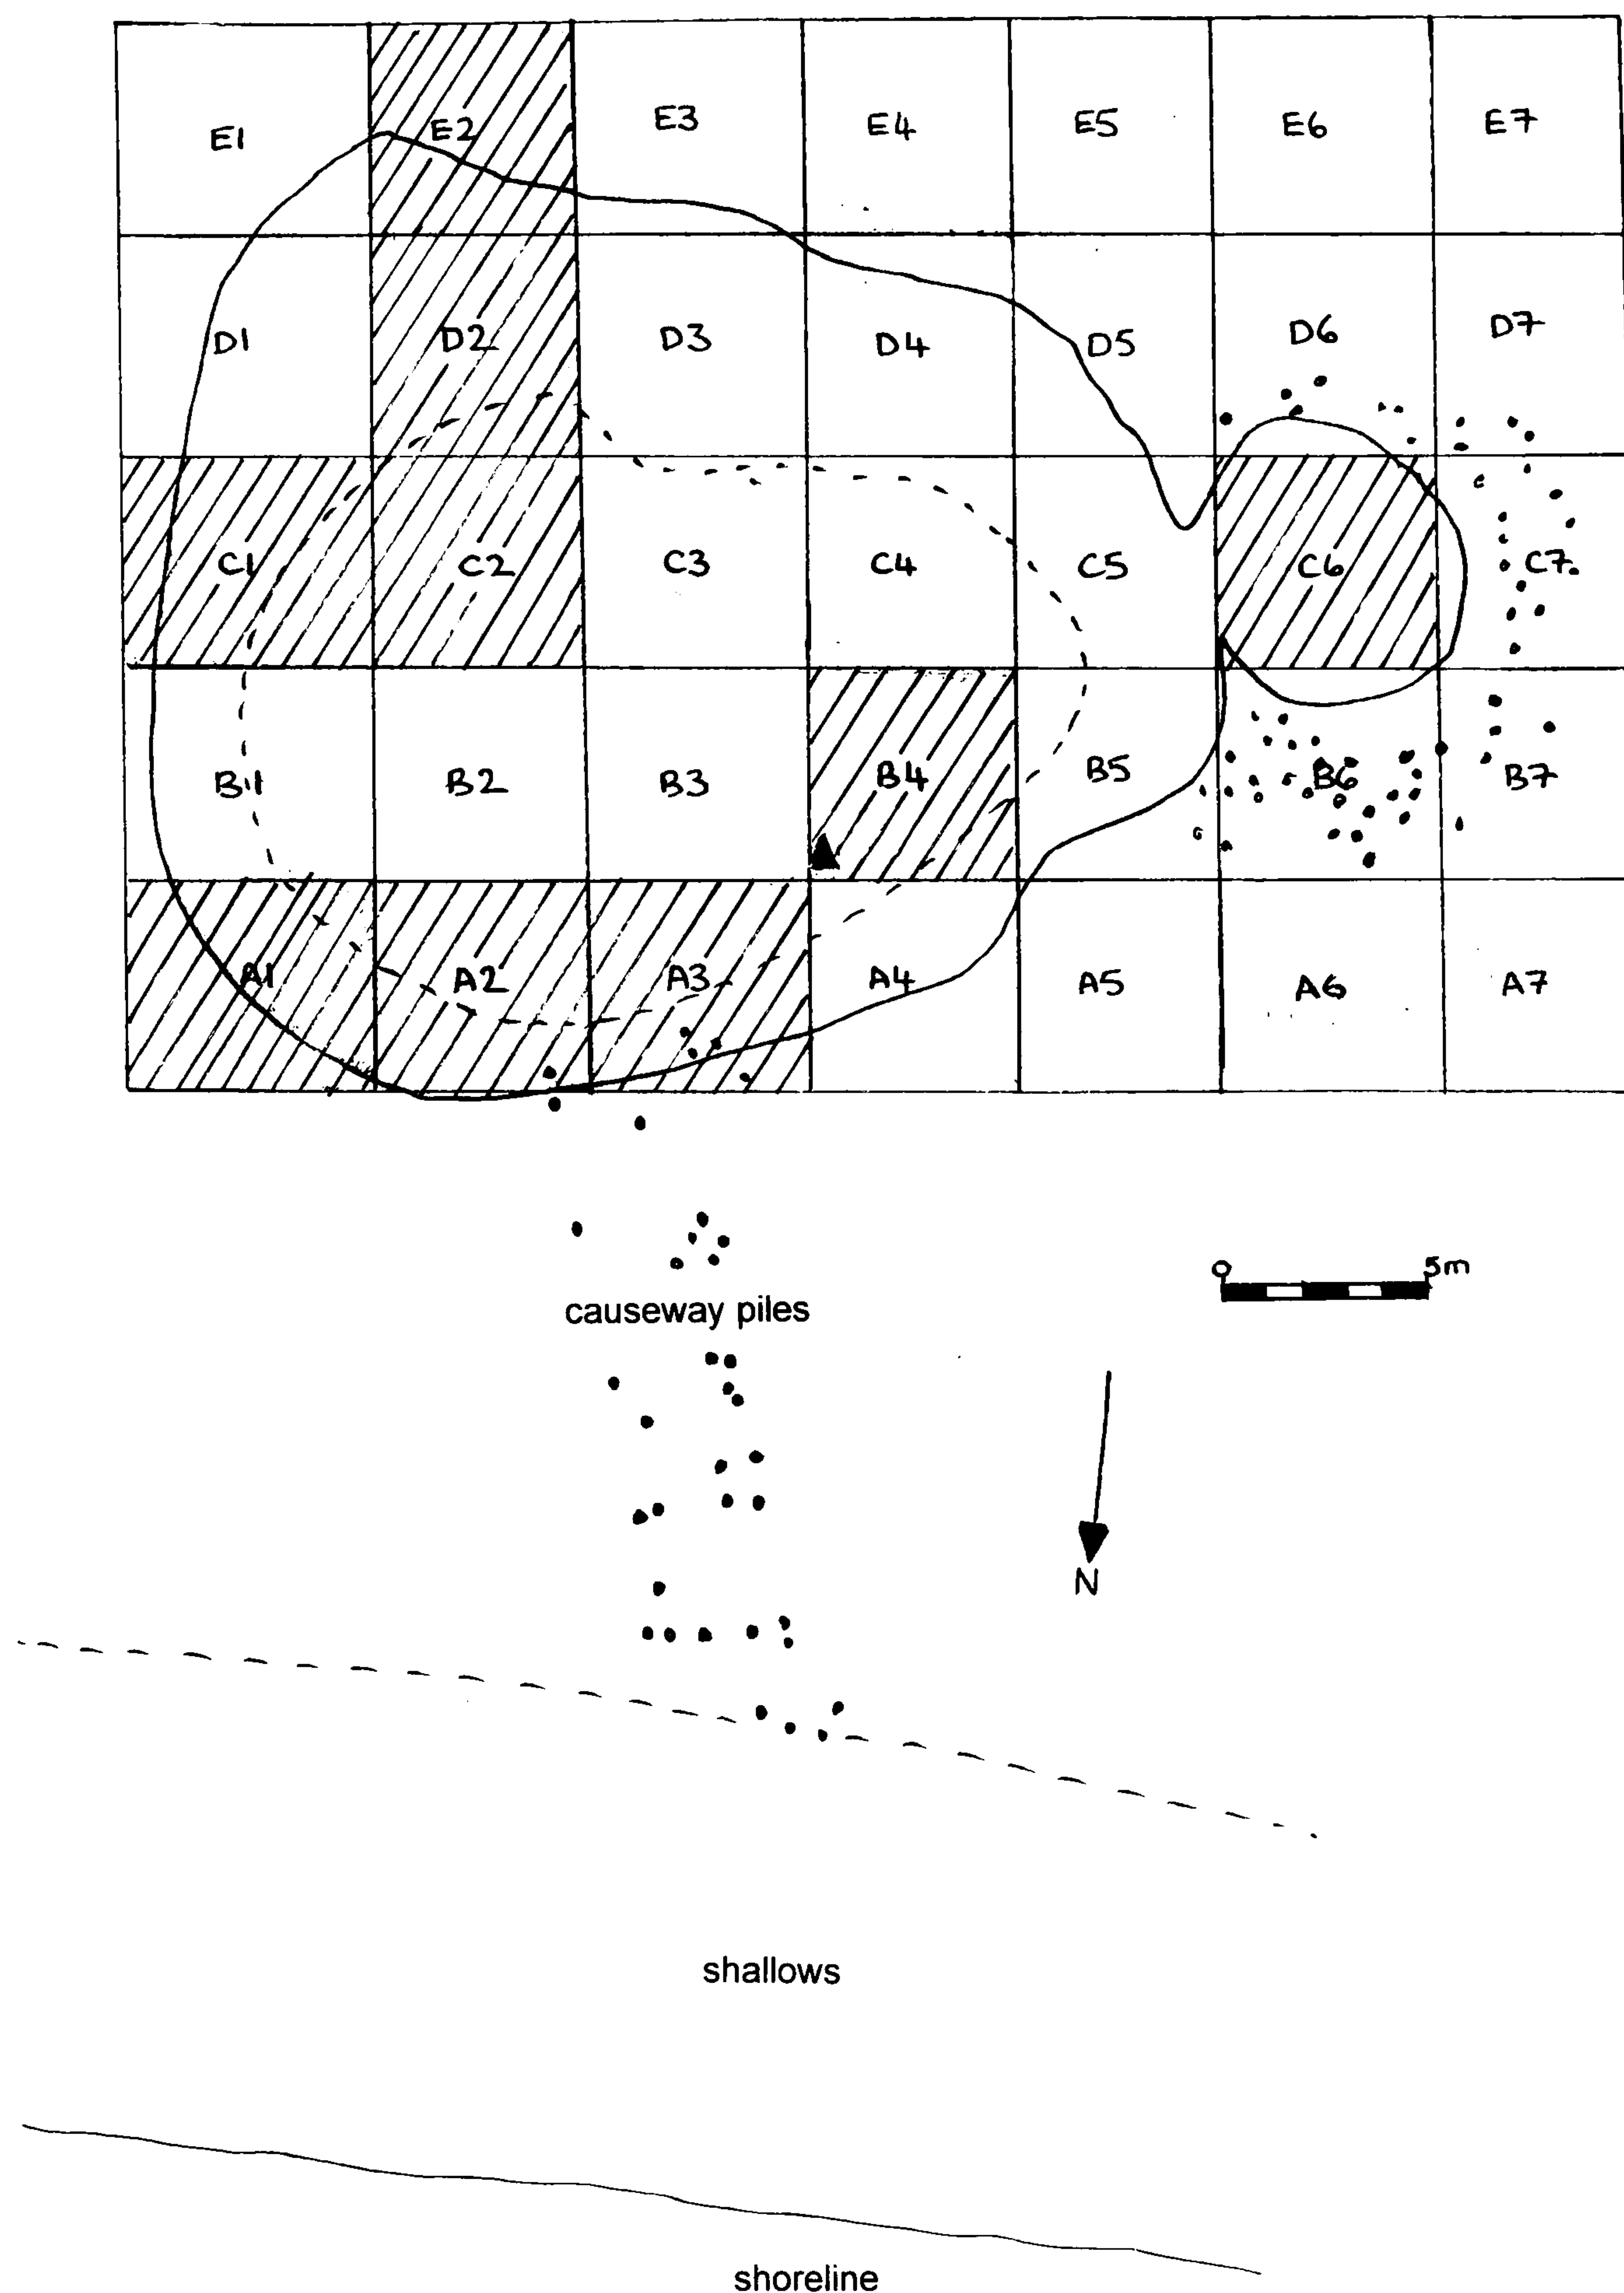 E1 E2 E3 E4 E5 E6 E7
D1 D2 D3 D4 D5 D6 D7
C1 C2 C3 C4 C5 C6 C7
B1 B2 B3 B4 B5 B6 B7
A1 A2 A3 A4 A5 A6 A7
0 5m
causeway piles
N
shallows
shoreline